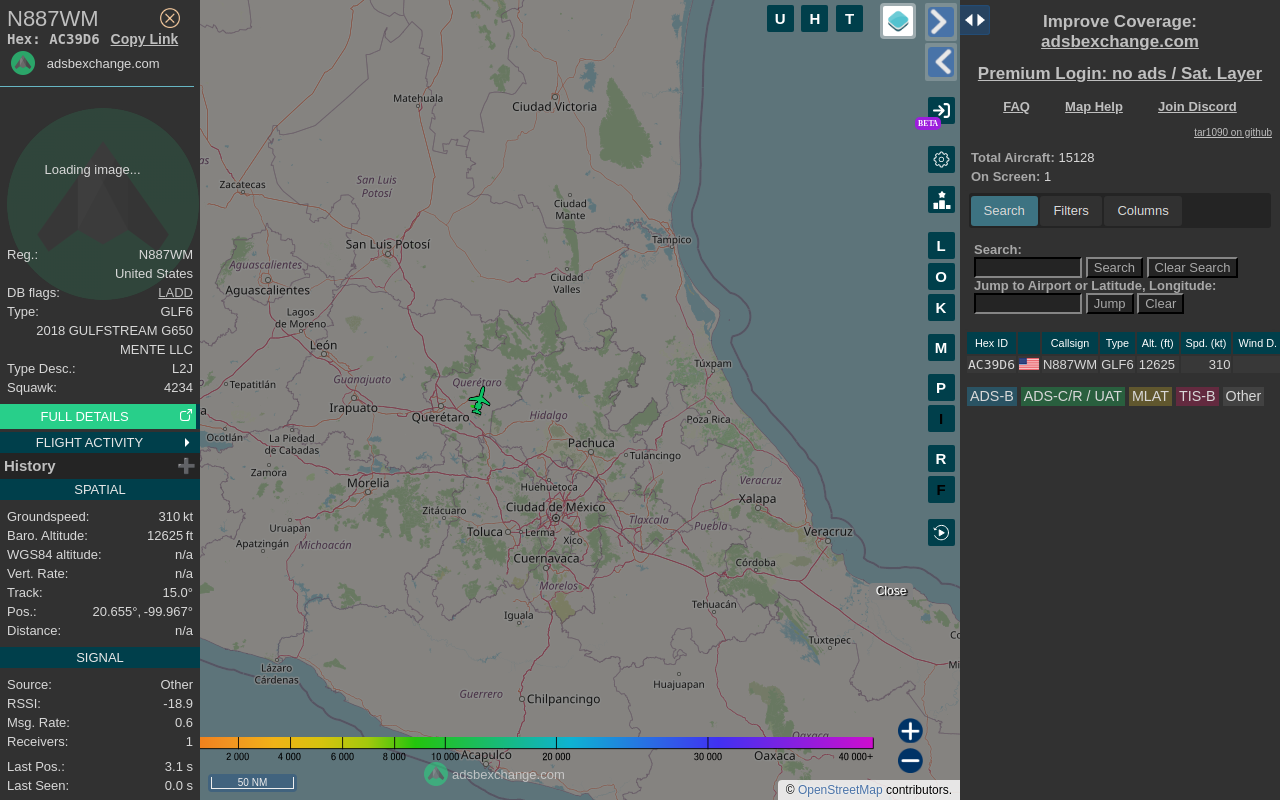 N887WM
Hex: AC39D6 Copy Link
adsbexchange.com
Loading image...
Reg.: N887WM
United States
DB flags: LADD
Type: GLF6
2018 GULFSTREAM G650
MENTE LLC
Type Desc.: L2J
Squawk: 4234
FULL DETAILS
FLIGHT ACTIVITY
History
SPATIAL
Groundspeed: 310 kt
Baro. Altitude: 12625 ft
WGS84 altitude: n/a
Vert. Rate: n/a
Track: 15.0°
Pos.: 20.655°, -99.967°
Distance: n/a
SIGNAL
Source: Other
RSSI: -18.9
Msg. Rate: 0.6
Receivers: 1
Last Pos.: 3.1 s
Last Seen: 0.0 s
U H T
BETA
L
O
K
M
P
I
R
F
Matehuala
Ciudad Victoria
Zacatecas
San Luis
Potosí
Ciudad
Mante
San Luis Potosí
Tampico
Aguascalientes
Aguascalientes
Ciudad
Valles
Lagos
de Moreno
León
Túxpam
Tepatitlán
Guanajuato
Querétaro
Irapuato
Querétaro
Hidalgo
Poza Rica
Ocotlán
La Piedad
de Cabadas
Pachuca
Tulancingo
Zamora
Morelia
Huehuetoca
Veracruz
Xalapa
Zitácuaro
Ciudad de México
Tlaxcala
Puebla
Uruapan
Toluca
Lerma
Xico
Veracruz
Apatzingán
Michoacán
Cuernavaca
Córdoba
Morelos
Close
Iguala
Tehuacán
Tuxtepec
Lázaro
Cárdenas
Huajuapan
Guerrero
Chilpancingo
Oaxaca
Acapulco
Oaxaca
2 000 4 000 6 000 8 000 10 000 20 000 30 000 40 000+
adsbexchange.com
50 NM
© OpenStreetMap contributors.
Improve Coverage:
adsbexchange.com
Premium Login: no ads / Sat. Layer
FAQ Map Help Join Discord
tar1090 on github
Total Aircraft: 15128
On Screen: 1
Search Filters Columns
Search:
Search Clear Search
Jump to Airport or Latitude, Longitude:
Jump Clear
Hex ID Callsign Type Alt. (ft) Spd. (kt) Wind D.
AC39D6 N887WM GLF6 12625 310
ADS-B ADS-C/R / UAT MLAT TIS-B Other